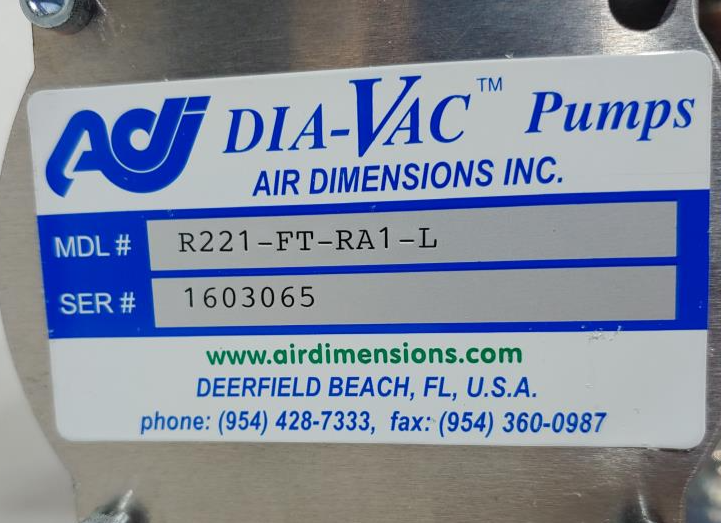 ADI DIA-VAC™ Pumps
AIR DIMENSIONS INC.
MDL # R221-FT-RA1-L
SER # 1603065
www.airdimensions.com
DEERFIELD BEACH, FL, U.S.A.
phone: (954) 428-7333, fax: (954) 360-0987